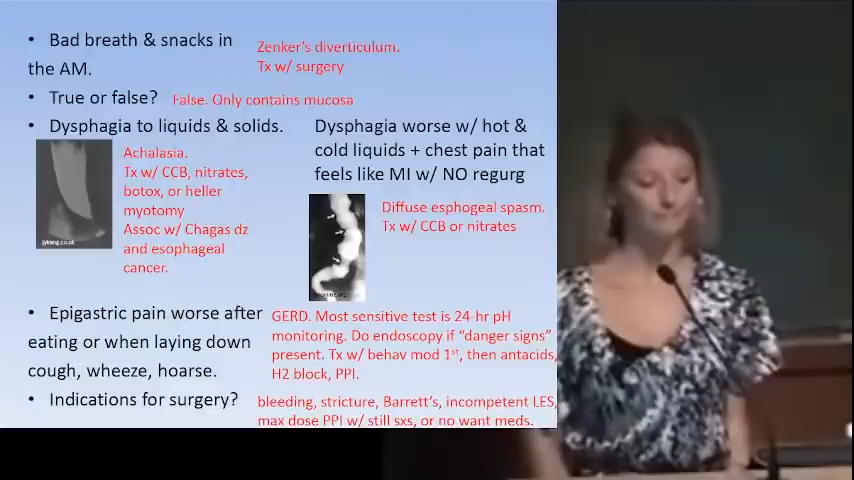 • Bad breath & snacks in
the AM.
Zenker's diverticulum.
Tx w/ surgery
• True or false? False. Only contains mucosa
• Dysphagia to liquids & solids.
Achalasia.
Tx w/ CCB, nitrates,
botox, or heller
myotomy
Assoc w/ Chagas dz
and esophageal
cancer.
jykang.co.uk
Dysphagia worse w/ hot &
cold liquids + chest pain that
feels like MI w/ NO regurg
Diffuse esphogeal spasm.
Tx w/ CCB or nitrates
• Epigastric pain worse after
eating or when laying down
cough, wheeze, hoarse.
GERD. Most sensitive test is 24-hr pH
monitoring. Do endoscopy if "danger signs"
present. Tx w/ behav mod 1st, then antacids,
H2 block, PPI.
• Indications for surgery?
bleeding, stricture, Barrett's, incompetent LES,
max dose PPI w/ still sxs, or no want meds.